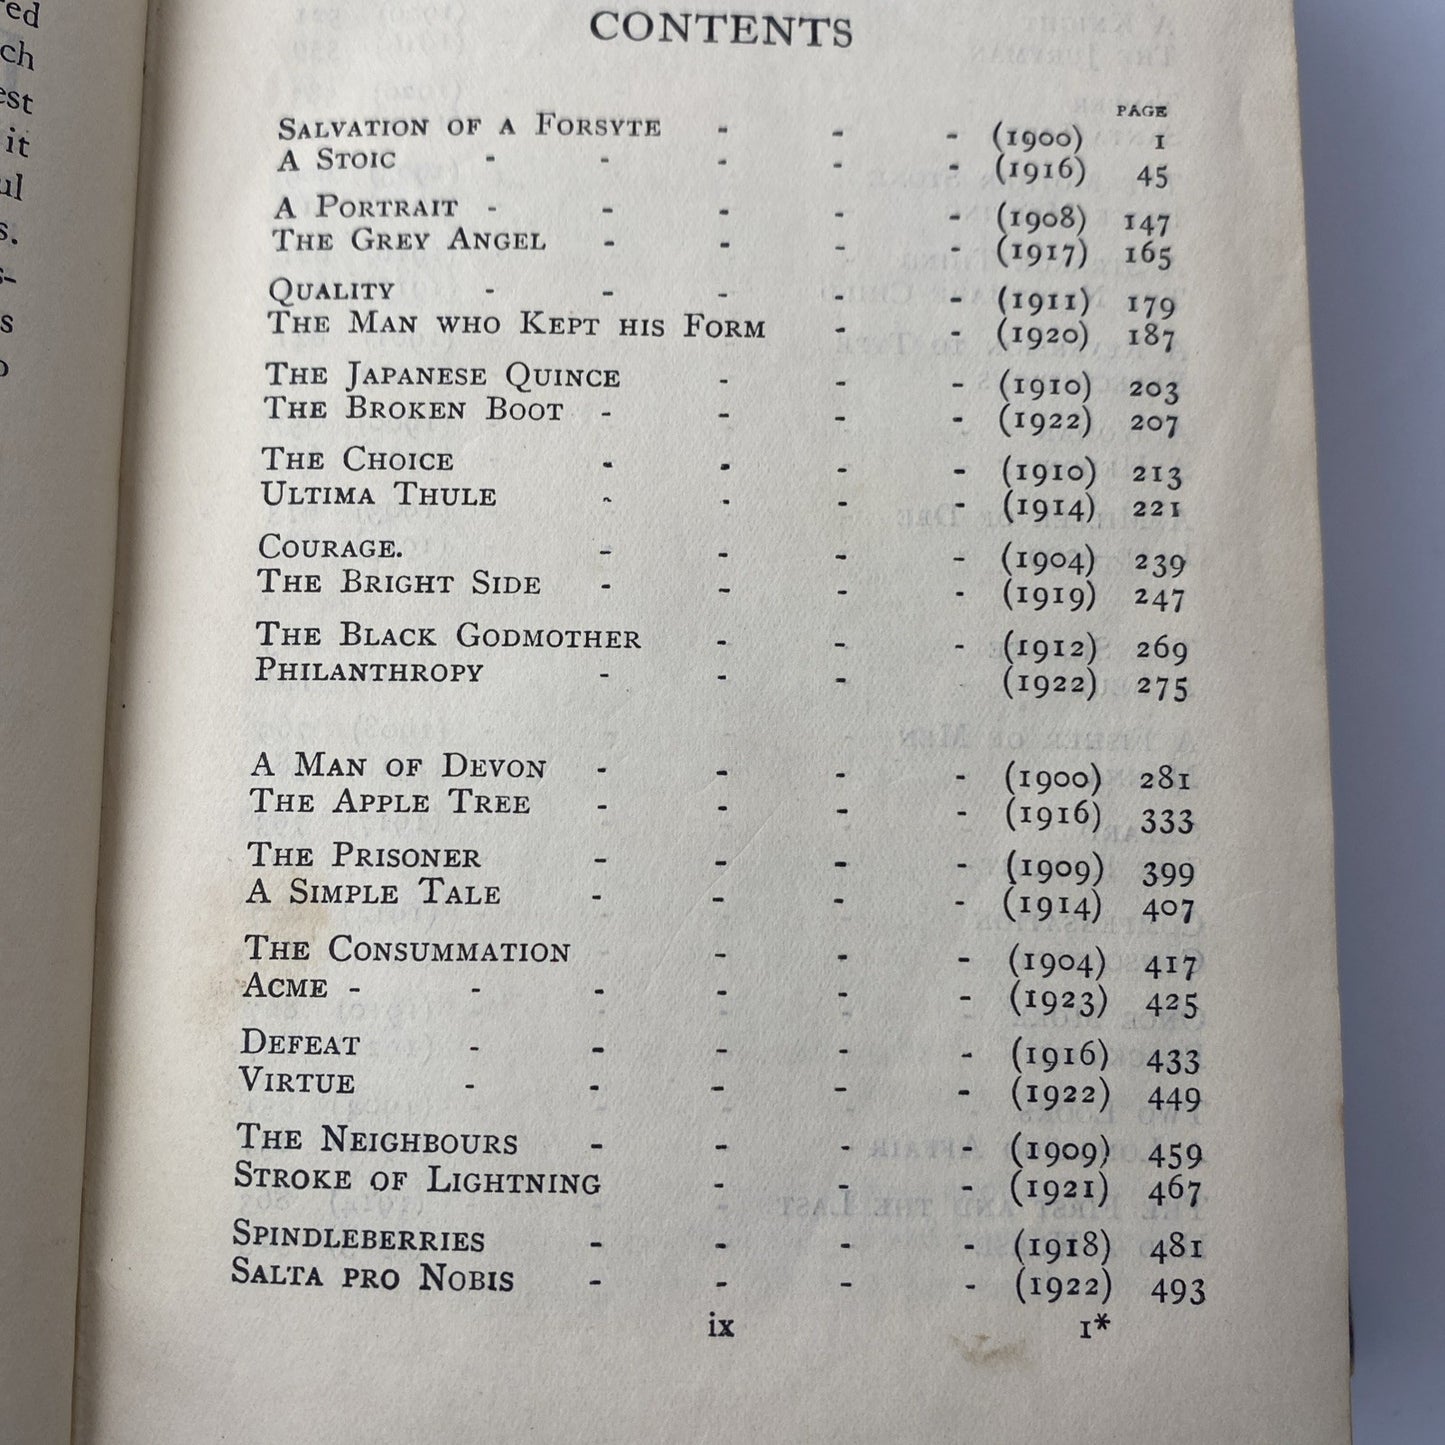 ch
est
it
s.
s
CONTENTS
PAGE
SALVATION OF A FORSYTE - - - (1900) 1
A STOIC - - - - - (1916) 45
A PORTRAIT - - - - - (1908) 147
THE GREY ANGEL - - - - (1917) 165
QUALITY - - - - - (1911) 179
THE MAN WHO KEPT HIS FORM - - (1920) 187
THE JAPANESE QUINCE - - - (1910) 203
THE BROKEN BOOT - - - - (1922) 207
THE CHOICE - - - - (1910) 213
ULTIMA THULE - - - - (1914) 221
COURAGE. - - - - (1904) 239
THE BRIGHT SIDE - - - - (1919) 247
THE BLACK GODMOTHER - - - (1912) 269
PHILANTHROPY - - - (1922) 275
A MAN OF DEVON - - - - (1900) 281
THE APPLE TREE - - - - (1916) 333
THE PRISONER - - - - (1909) 399
A SIMPLE TALE - - - - (1914) 407
THE CONSUMMATION - - - (1904) 417
ACME - - - - - - (1923) 425
DEFEAT - - - - - (1916) 433
VIRTUE - - - - - (1922) 449
THE NEIGHBOURS - - - - (1909) 459
STROKE OF LIGHTNING - - - (1921) 467
SPINDLEBERRIES - - - - (1918) 481
SALTA PRO NOBIS - - - - (1922) 493
ix 1*